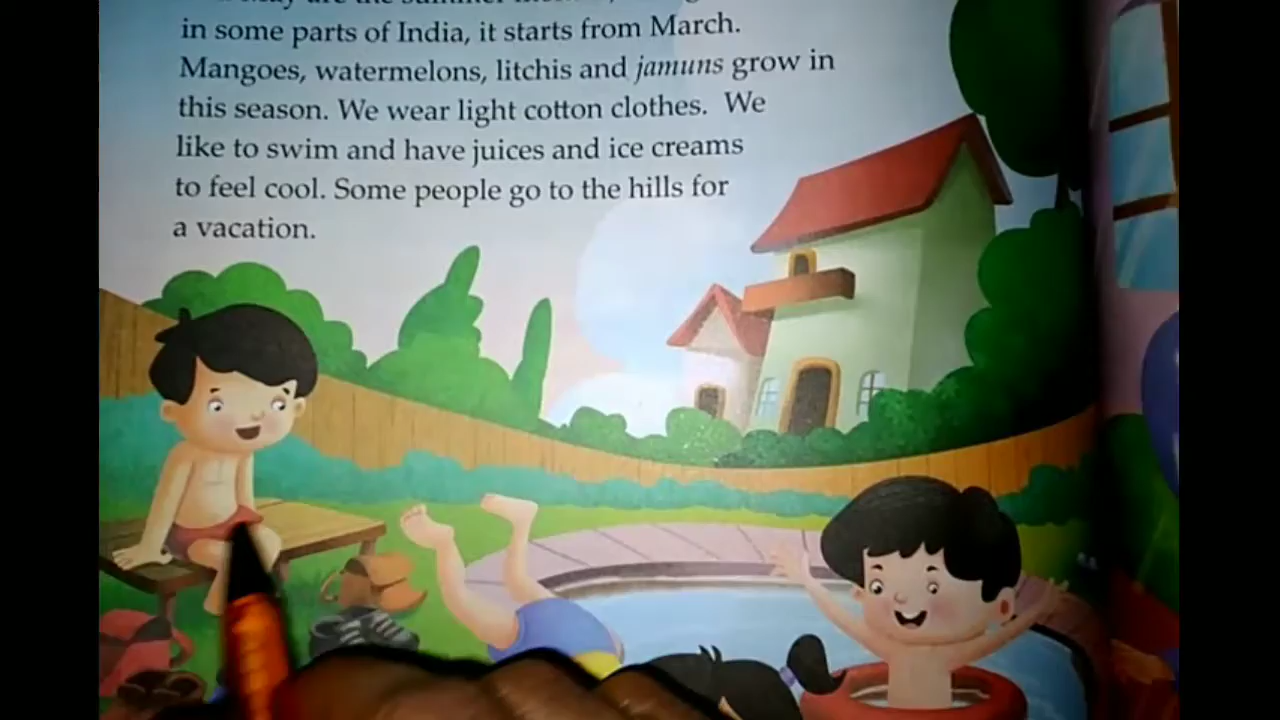 in some parts of India, it starts from March.
Mangoes, watermelons, litchis and jamuns grow in
this season. We wear light cotton clothes. We
like to swim and have juices and ice creams
to feel cool. Some people go to the hills for
a vacation.